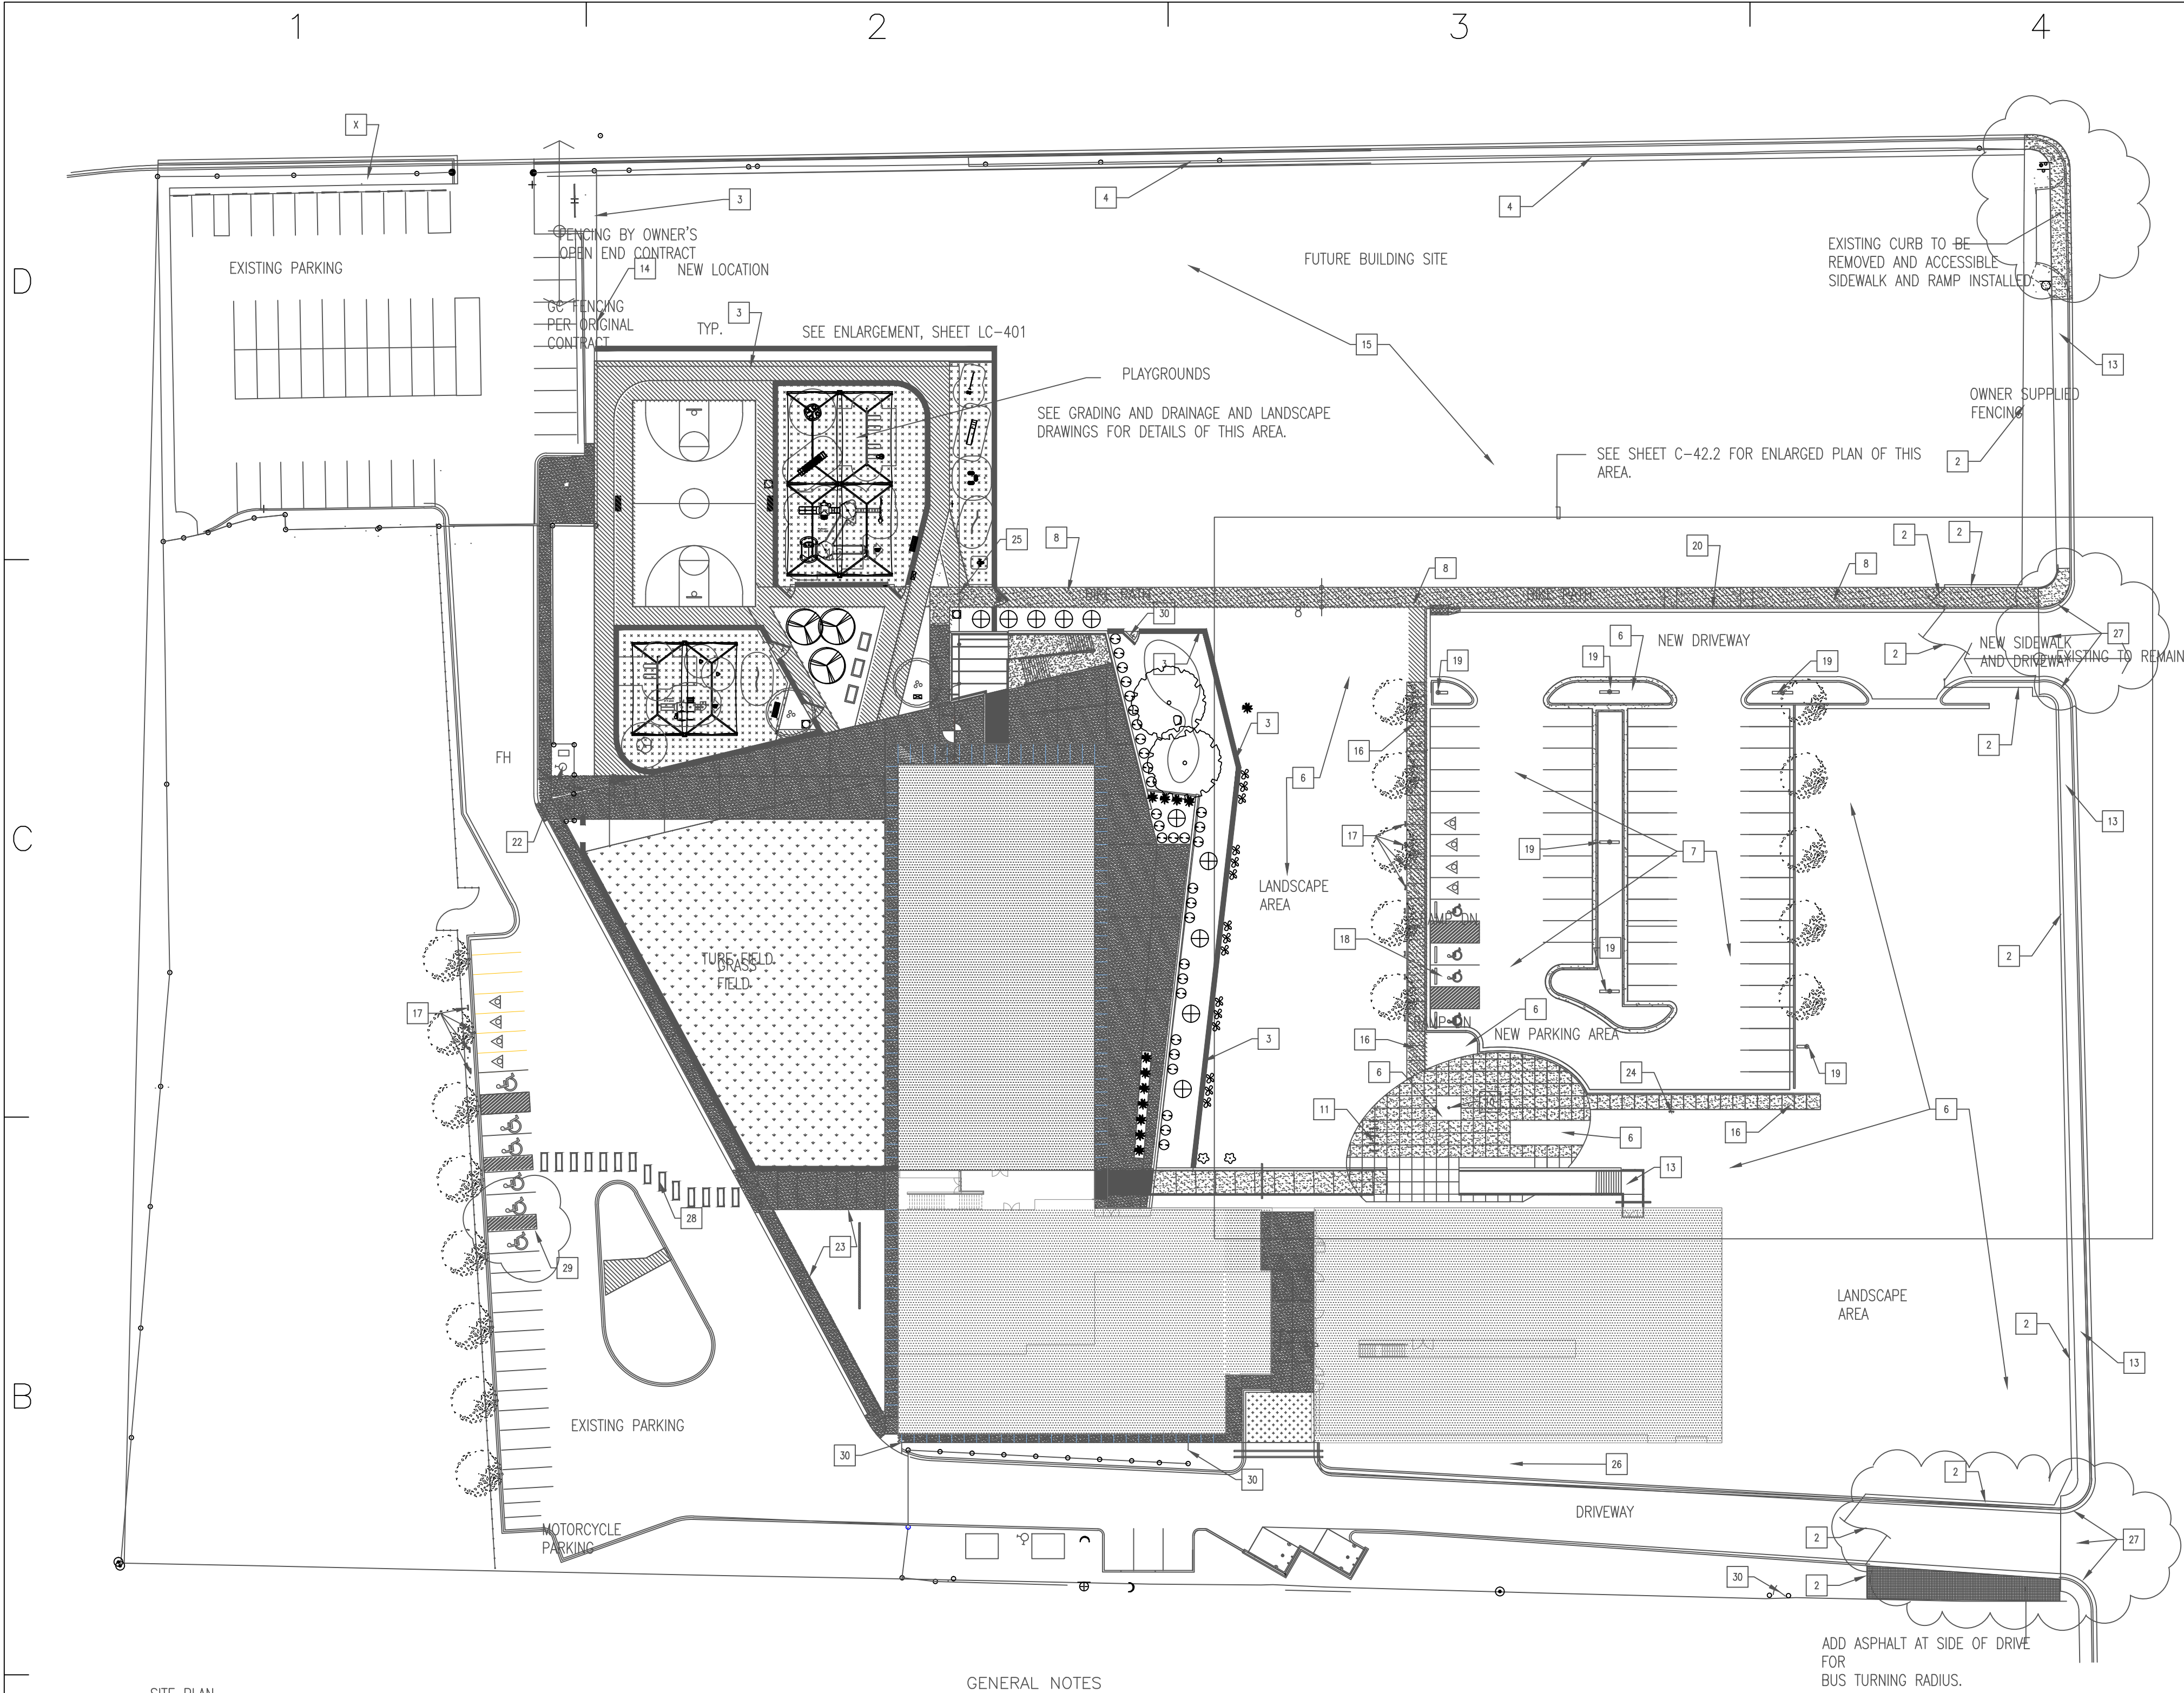 1
2
3
4
X
3
4
4
FENCING BY OWNER'S
OPEN END CONTRACT
14
NEW LOCATION
EXISTING PARKING
FUTURE BUILDING SITE
EXISTING CURB TO BE
REMOVED AND ACCESSIBLE
SIDEWALK AND RAMP INSTALLED.
D
GC FENCING
PER ORIGINAL
CONTRACT
TYP.
3
SEE ENLARGEMENT, SHEET LC-401
15
13
PLAYGROUNDS
OWNER SUPPLIED
FENCING
SEE GRADING AND DRAINAGE AND LANDSCAPE
DRAWINGS FOR DETAILS OF THIS AREA.
SEE SHEET C-42.2 FOR ENLARGED PLAN OF THIS
AREA.
2
25
8
8
20
8
2
2
BIKE PATH
BIKE PATH
30
6
NEW DRIVEWAY
2
NEW SIDEWALK
AND DRIVEWAY
27
EXISTING TO REMAIN
3
19
19
19
3
16
2
FH
6
C
22
17
19
7
13
LANDSCAPE
AREA
RAMP DN
18
19
2
TURF FIELD
GRASS
FIELD
17
6
RAMP DN
NEW PARKING AREA
3
16
6
24
19
11
10
6
16
6
13
28
23
29
LANDSCAPE
AREA
2
13
B
EXISTING PARKING
30
30
26
2
DRIVEWAY
MOTORCYCLE
PARKING
2
27
30
2
ADD ASPHALT AT SIDE OF DRIVE
FOR
BUS TURNING RADIUS.
SITE PLAN
GENERAL NOTES